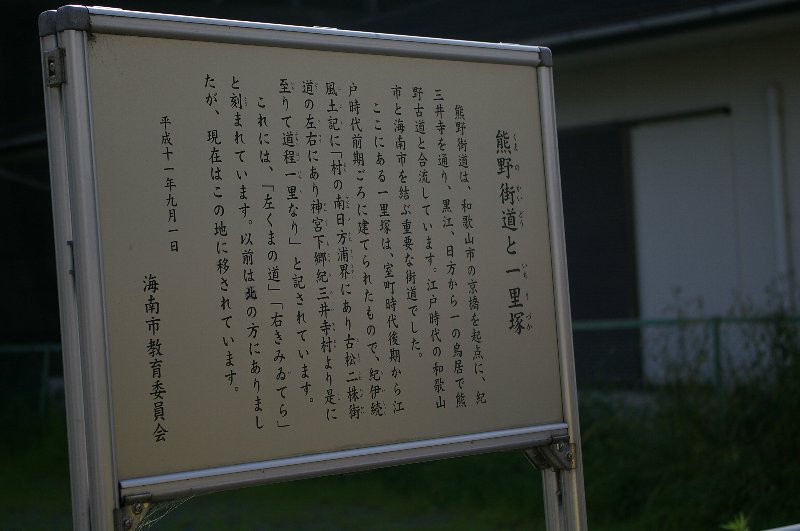 熊野街道と一里塚
くまの かいどう いちりづか
熊野街道は、和歌山市の京橋を起点に、紀
三井寺を通り、黒江、日方から一の鳥居で熊
野古道と合流しています。江戸時代の和歌山
市と海南市を結ぶ重要な街道でした。
ここにある一里塚は、室町時代後期から江
戸時代前期ごろに建てられたもので、紀伊続
風土記に「村の南日方浦界にあり古松二株街
道の左右にあり神宮下郷紀三井寺村より是に
至りて道程一里なり」と記されています。
これには、「左くまの道」「右きみゐてら」
と刻まれています。以前は北の方にありまし
たが、現在はこの地に移されています。
平成十一年九月一日
海南市教育委員会